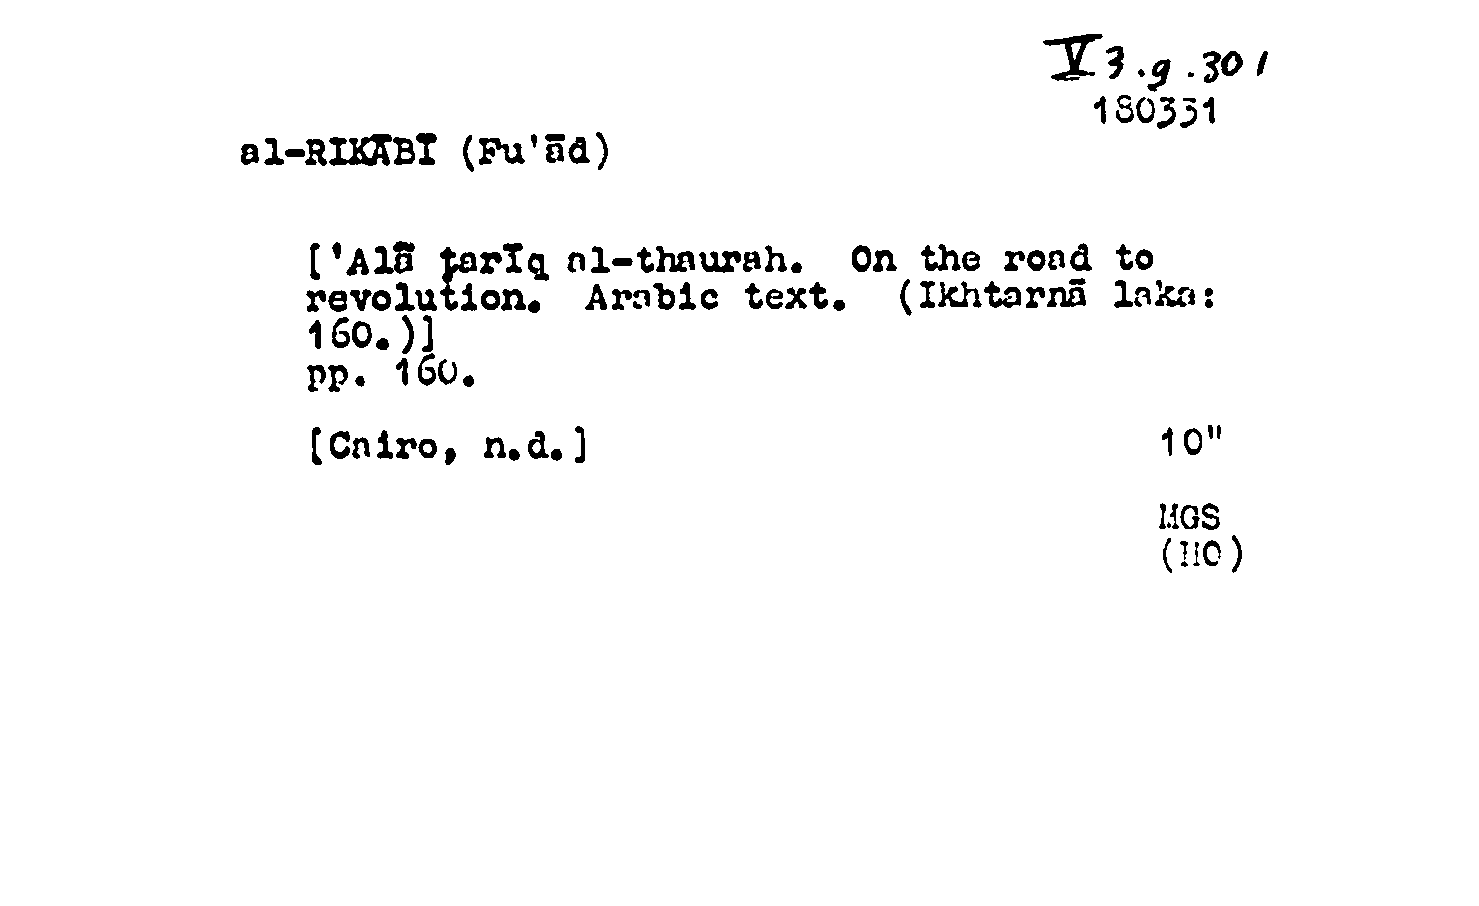 V 3.g.301
180331
al-RIKĀBĪ (Fu'ād)
['Alā ṭarīq al-thaurah. On the road to
revolution. Arabic text. (Ikhtarnā laka:
160.)]
pp. 160.
[Cairo, n.d.] 10"
MGS
(HO)